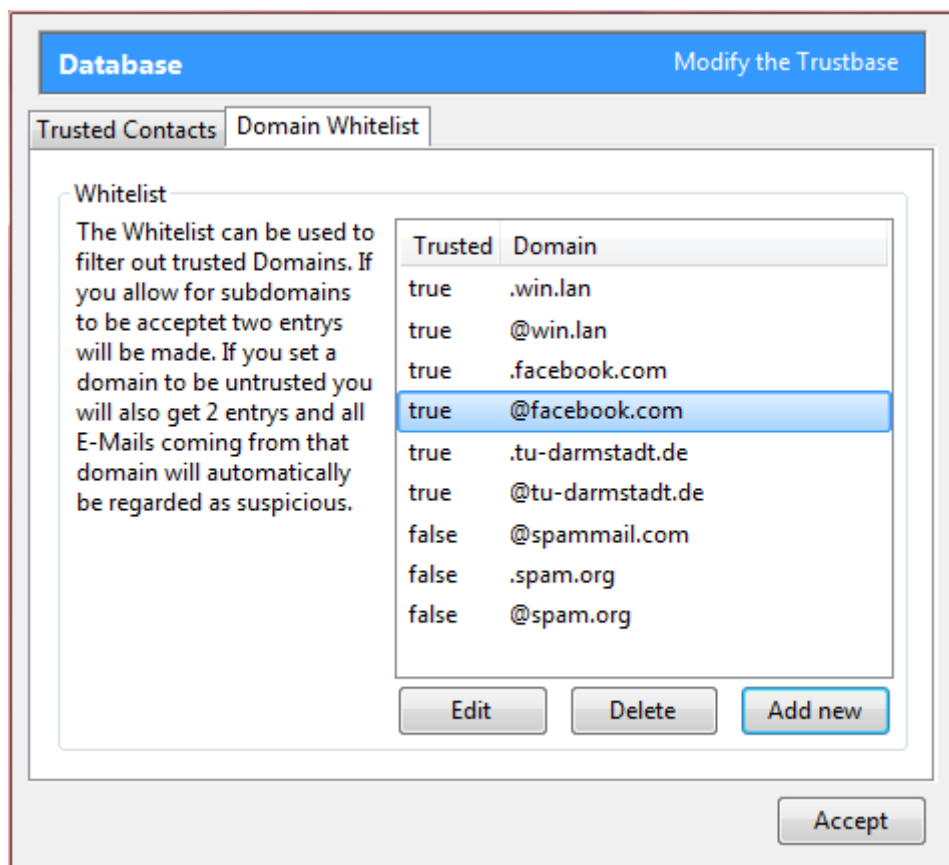 Database Modify the Trustbase
Trusted Contacts Domain Whitelist
Whitelist
The Whitelist can be used to
filter out trusted Domains. If
you allow for subdomains
to be acceptet two entrys
will be made. If you set a
domain to be untrusted you
will also get 2 entrys and all
E-Mails coming from that
domain will automatically
be regarded as suspicious.
Trusted Domain
true .win.lan
true @win.lan
true .facebook.com
true @facebook.com
true .tu-darmstadt.de
true @tu-darmstadt.de
false @spammail.com
false .spam.org
false @spam.org
Edit Delete Add new
Accept